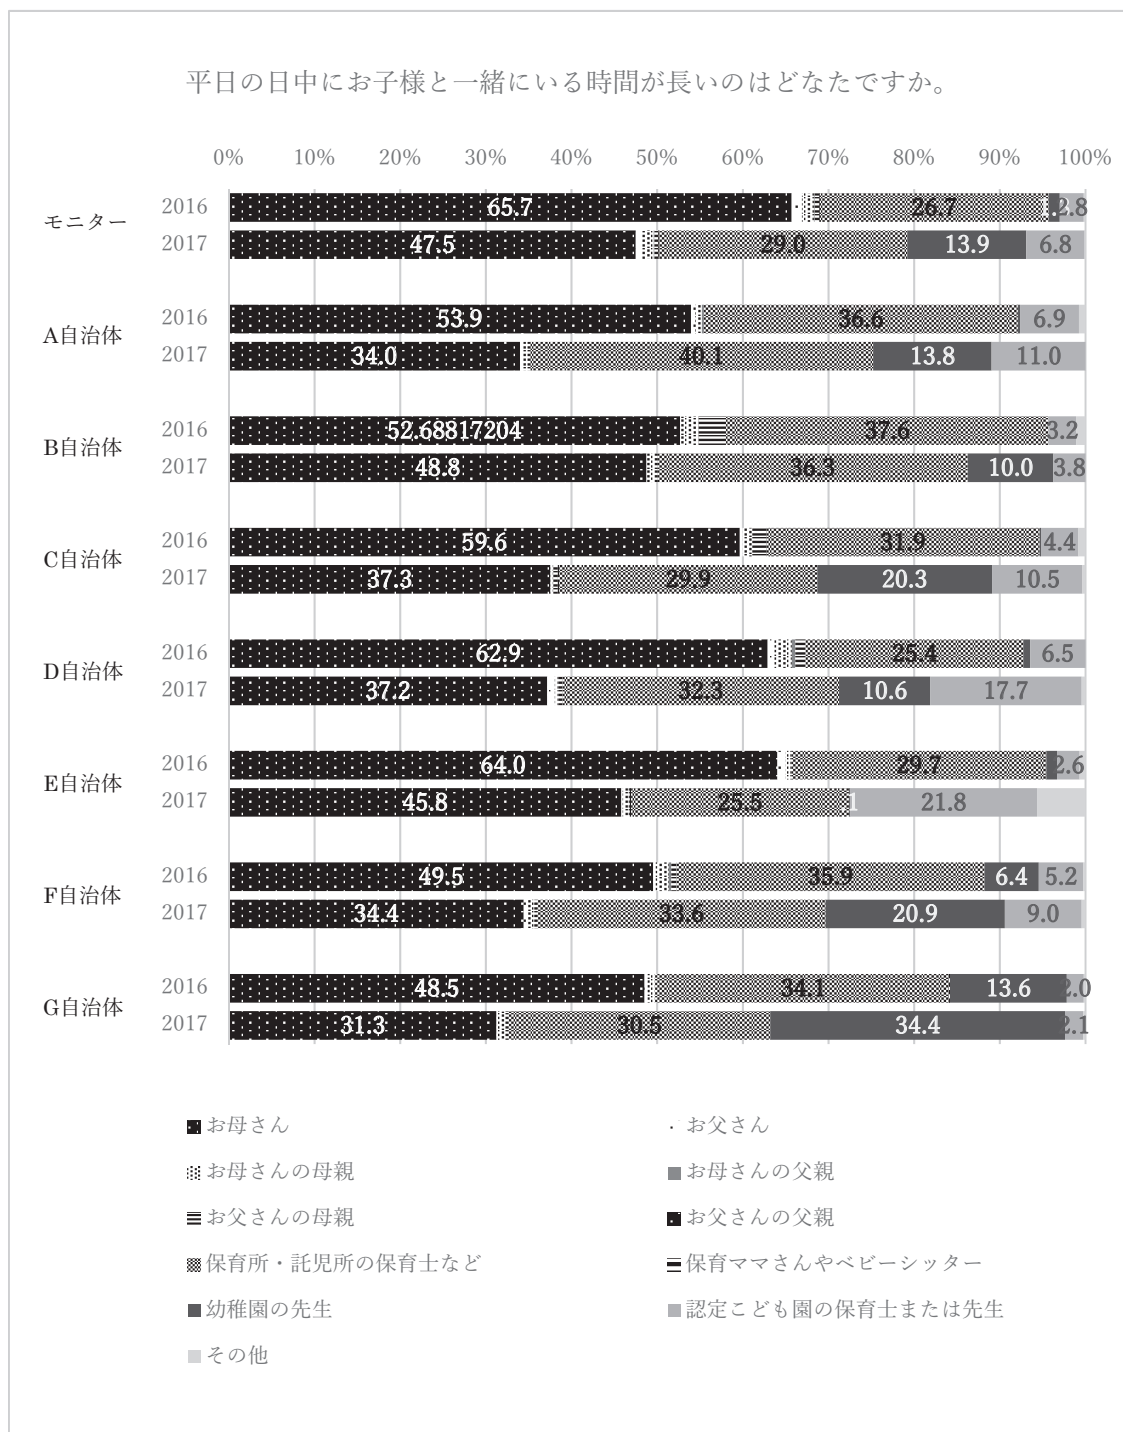 平日の日中にお子様と一緒にいる時間が長いのはどなたですか。
0% 10% 20% 30% 40% 50% 60% 70% 80% 90% 100%
モニター
2016 65.7 26.7 2.8
2017 47.5 29.0 13.9 6.8
A自治体
2016 53.9 36.6 6.9
2017 34.0 40.1 13.8 11.0
B自治体
2016 52.68817204 37.6 3.2
2017 48.8 36.3 10.0 3.8
C自治体
2016 59.6 31.9 4.4
2017 37.3 29.9 20.3 10.5
D自治体
2016 62.9 25.4 6.5
2017 37.2 32.3 10.6 17.7
E自治体
2016 64.0 29.7 2.6
2017 45.8 25.5 21.8
F自治体
2016 49.5 35.9 6.4 5.2
2017 34.4 33.6 20.9 9.0
G自治体
2016 48.5 34.1 13.6 2.0
2017 31.3 30.5 34.4 2.1
お母さん お父さん
お母さんの母親 お母さんの父親
お父さんの母親 お父さんの父親
保育所・託児所の保育士など 保育ママさんやベビーシッター
幼稚園の先生 認定こども園の保育士または先生
その他